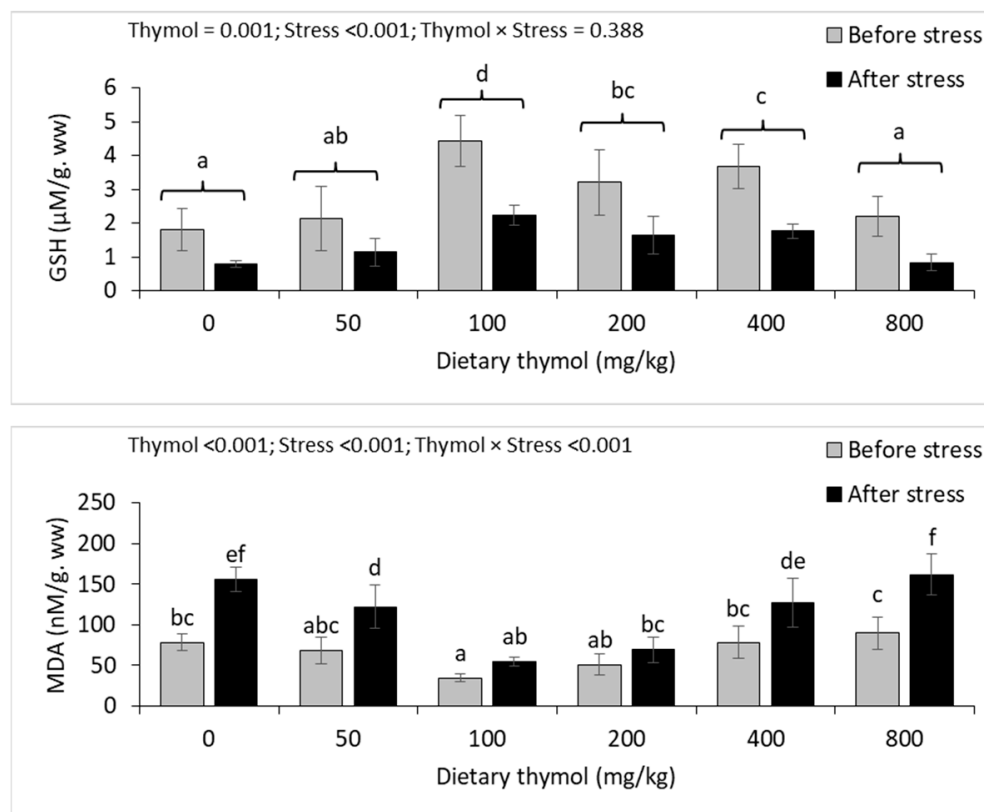 Thymol = 0.001; Stress <0.001; Thymol × Stress = 0.388
Before stress
After stress
GSH (µM/g. ww)
6
5
4
3
2
1
0
a
ab
d
bc
c
a
0 50 100 200 400 800
Dietary thymol (mg/kg)
Thymol <0.001; Stress <0.001; Thymol × Stress <0.001
Before stress
After stress
MDA (nM/g. ww)
250
200
150
100
50
0
bc ef abc d a ab ab bc bc de c f
0 50 100 200 400 800
Dietary thymol (mg/kg)